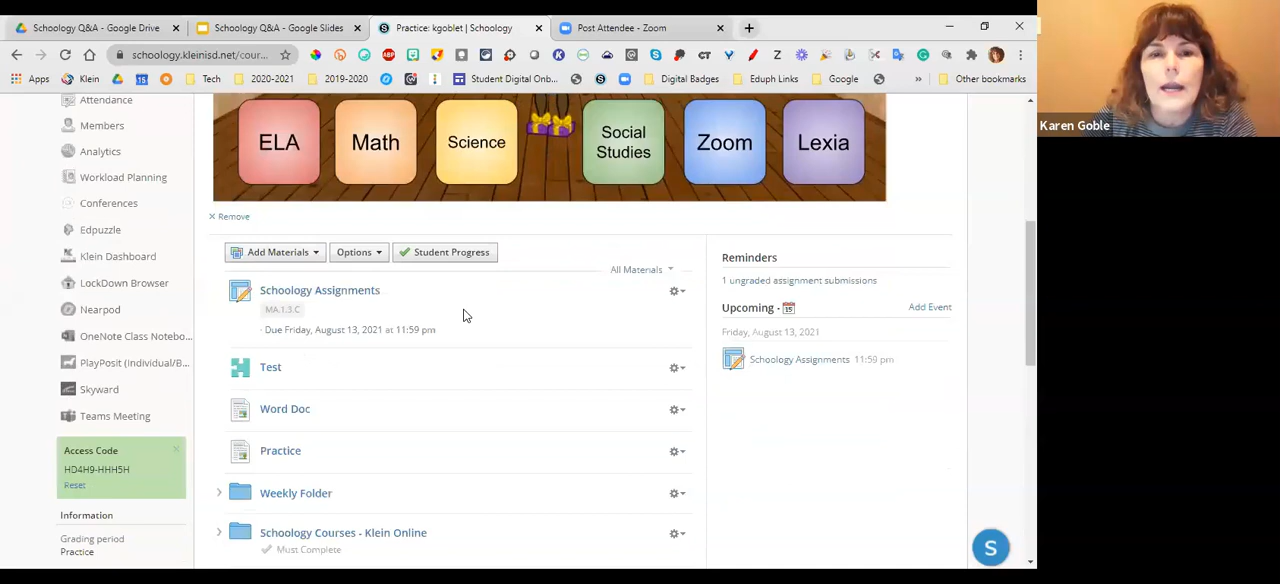 Schoology Q&A - Google Drive
Schoology Q&A - Google Slides
Practice: kgoblet | Schoology
Post Attendee - Zoom
schoology.kleinisd.net/cour...
Apps
Klein
Tech
2020-2021
2019-2020
Student Digital Onb...
Digital Badges
Eduph Links
Google
Other bookmarks
Karen Goble
Attendance
Members
Analytics
Workload Planning
Conferences
Edpuzzle
Klein Dashboard
LockDown Browser
Nearpod
OneNote Class Notebo...
PlayPosit (Individual/B...
Skyward
Teams Meeting
Access Code
HD4H9-HHH5H
Reset
Information
Grading period
Practice
ELA
Math
Science
Social
Studies
Zoom
Lexia
Remove
Add Materials
Options
Student Progress
All Materials
Schoology Assignments
MA.1.3.C
· Due Friday, August 13, 2021 at 11:59 pm
Test
Word Doc
Practice
Weekly Folder
Schoology Courses - Klein Online
Must Complete
Reminders
1 ungraded assignment submissions
Upcoming ·
Add Event
Friday, August 13, 2021
Schoology Assignments 11:59 pm
S